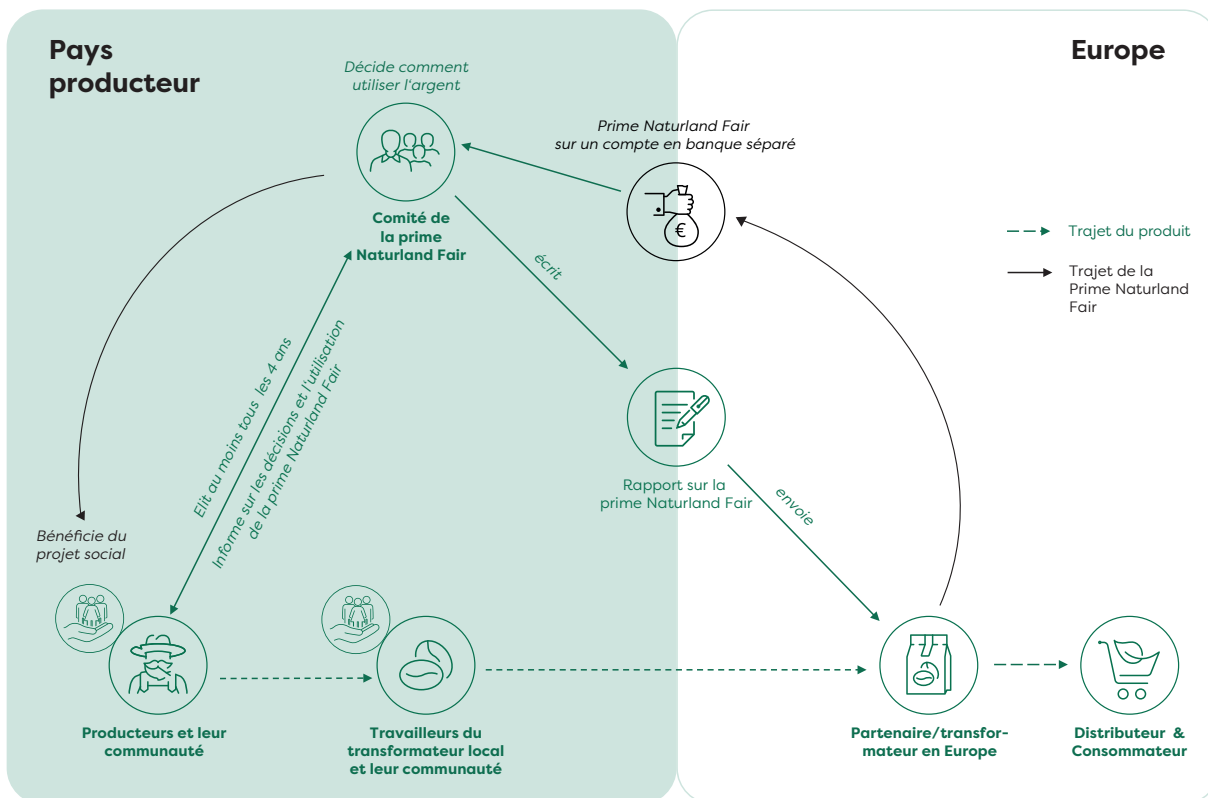 Pays
producteur
Europe
Décide comment
utiliser l'argent
Prime Naturland Fair
sur un compte en banque séparé
€
Comité de
la prime
Naturland Fair
Trajet du produit
Trajet de la
Prime Naturland
Fair
écrit
Elit au moins tous les 4 ans
Informe sur les décisions et l'utilisation
de la prime Naturland Fair
Rapport sur la
prime Naturland Fair
envoie
Bénéficie du
projet social
Producteurs et leur
communauté
Travailleurs du
transformateur local
et leur communauté
Partenaire/transfor-
mateur en Europe
Distributeur &
Consommateur